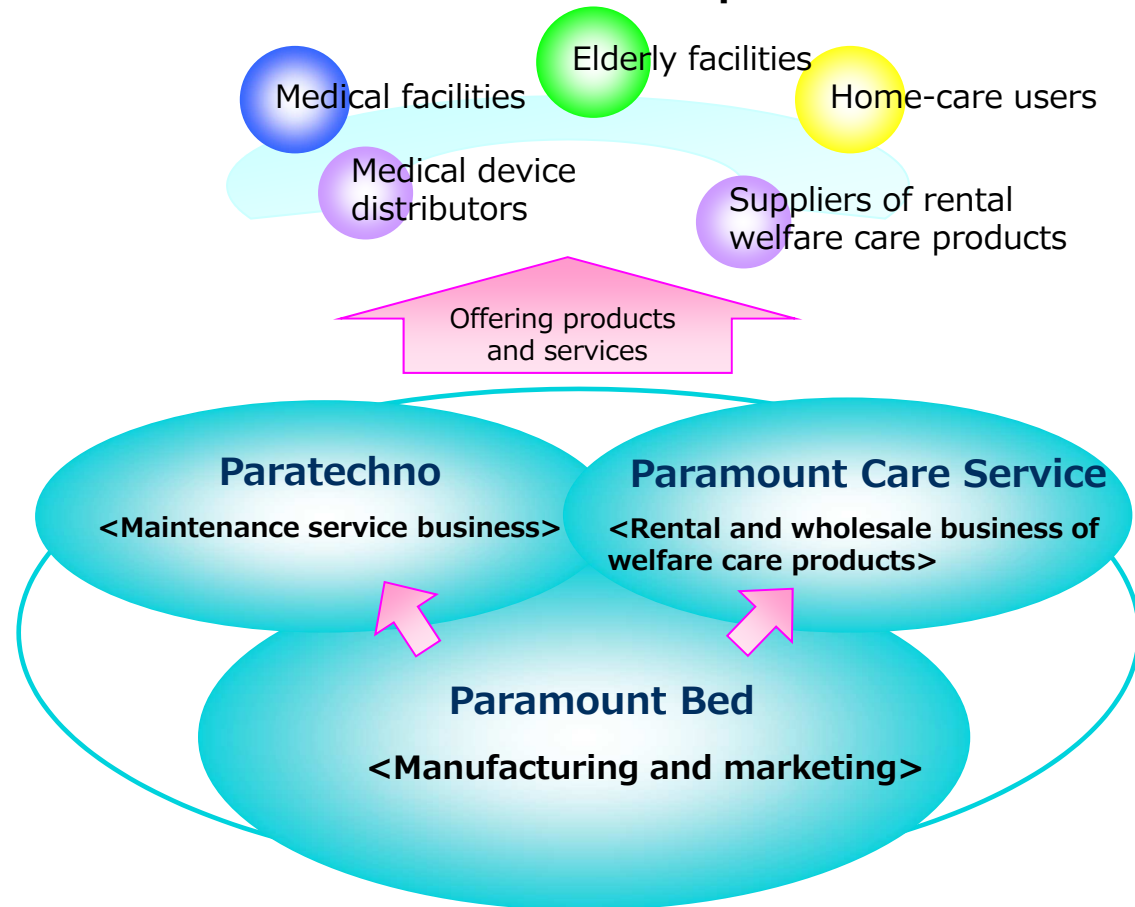 Elderly facilities
Medical facilities
Home-care users
Medical device
distributors
Suppliers of rental
welfare care products
Offering products
and services
Paratechno
<Maintenance service business>
Paramount Care Service
<Rental and wholesale business of
welfare care products>
Paramount Bed
<Manufacturing and marketing>